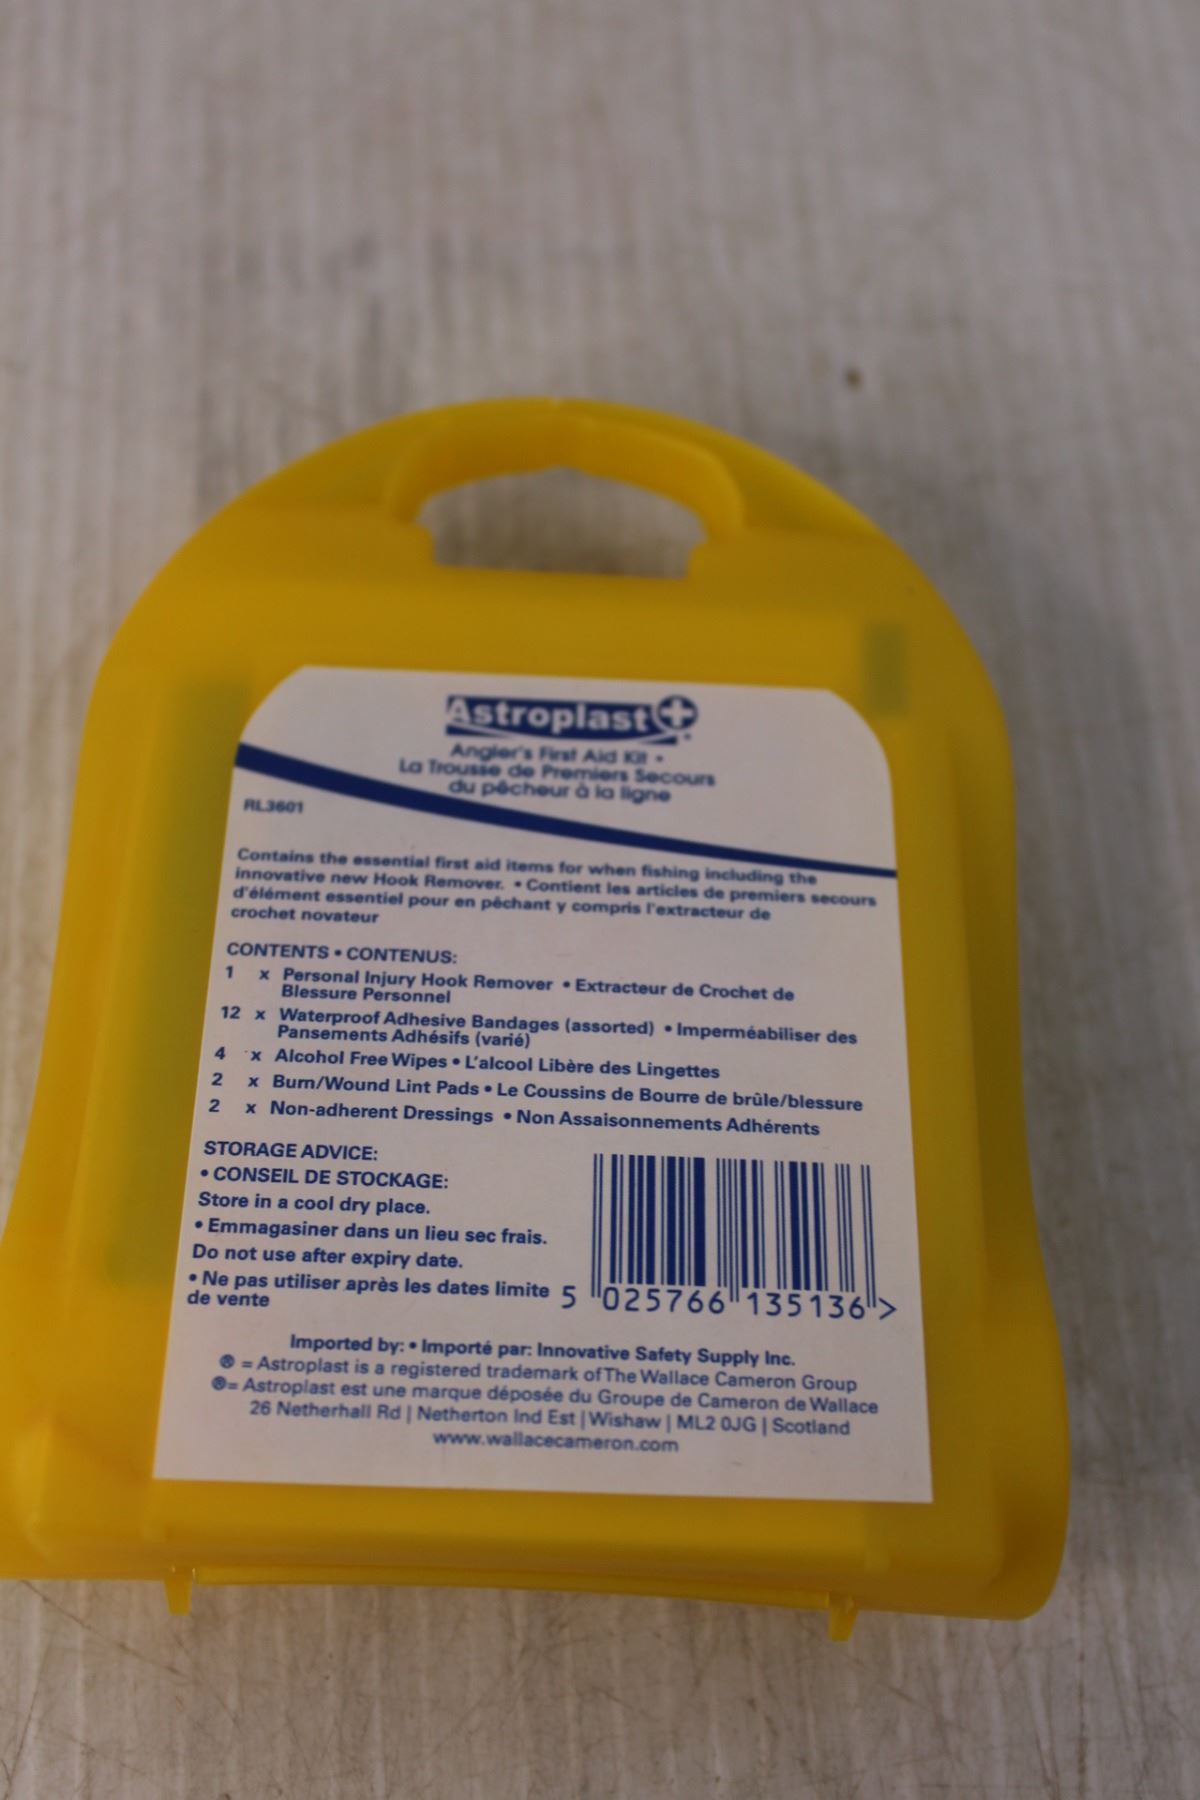 Astroplast
Angler's First Aid Kit •
La Trousse de Premiers Secours
du pêcheur à la ligne
RL3601
Contains the essential first aid items for when fishing including the
innovative new Hook Remover. • Contient les articles de premiers secours
d'élément essentiel pour en pêchant y compris l'extracteur de
crochet novateur
CONTENTS • CONTENUS:
1 x Personal Injury Hook Remover • Extracteur de Crochet de
Blessure Personnel
12 x Waterproof Adhesive Bandages (assorted) • Imperméabiliser des
Pansements Adhésifs (varié)
4 x Alcohol Free Wipes • L'alcool Libère des Lingettes
2 x Burn/Wound Lint Pads • Le Coussins de Bourre de brûle/blessure
2 x Non-adherent Dressings • Non Assaisonnements Adhérents
STORAGE ADVICE:
• CONSEIL DE STOCKAGE:
Store in a cool dry place.
• Emmagasiner dans un lieu sec frais.
Do not use after expiry date.
• Ne pas utiliser après les dates limite
de vente
5 025766 135136 >
Imported by: • Importé par: Innovative Safety Supply Inc.
® = Astroplast is a registered trademark of The Wallace Cameron Group
®= Astroplast est une marque déposée du Groupe de Cameron de Wallace
26 Netherhall Rd | Netherton Ind Est | Wishaw | ML2 0JG | Scotland
www.wallacecameron.com